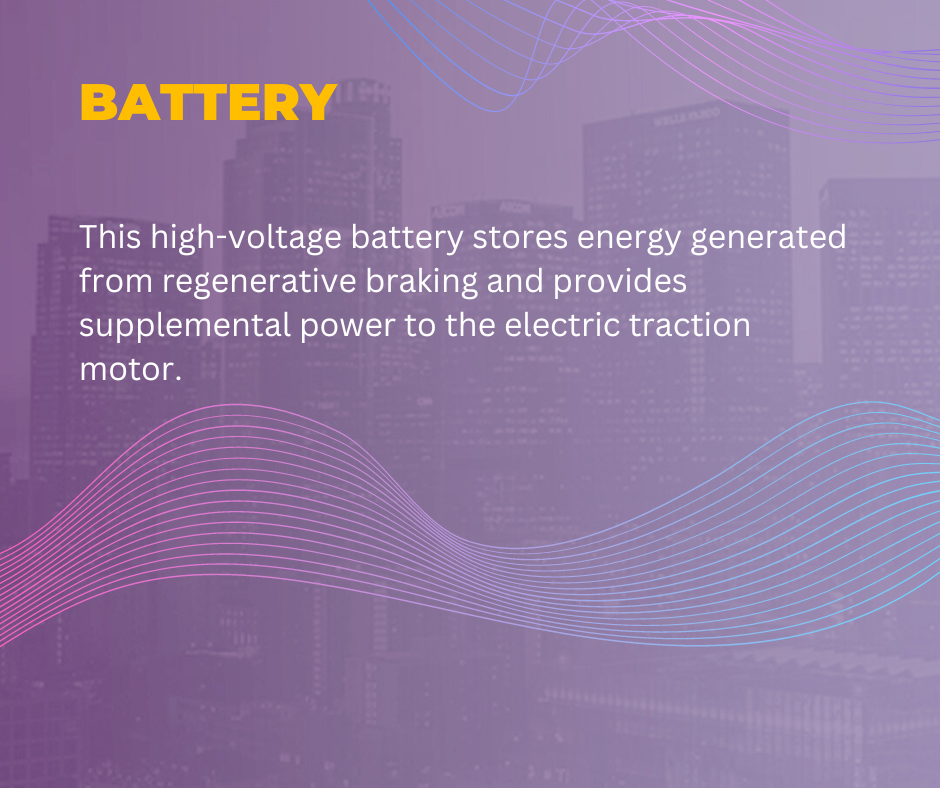 BATTERY
This high-voltage battery stores energy generated
from regenerative braking and provides
supplemental power to the electric traction
motor.